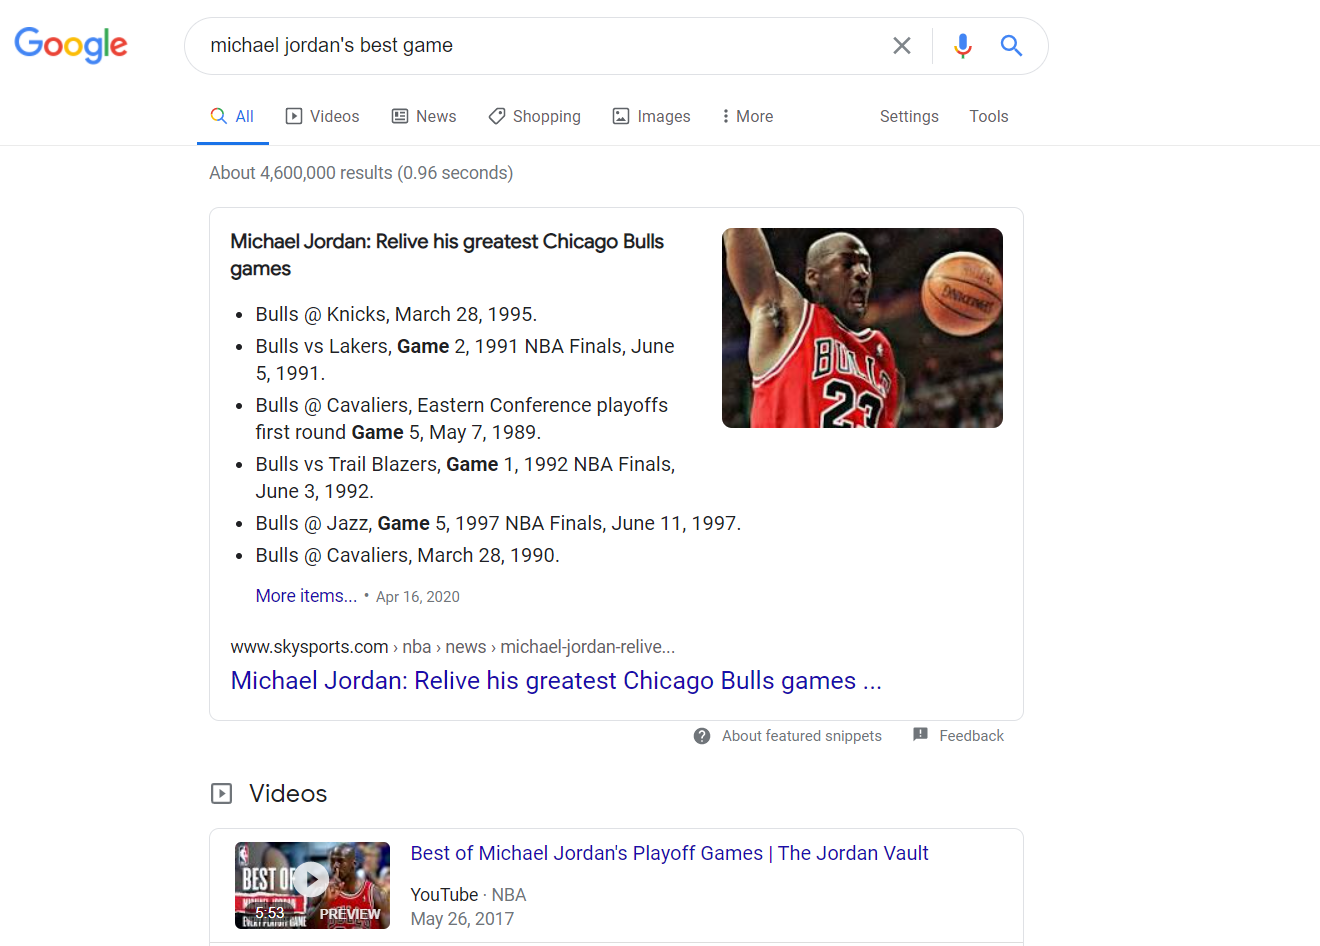 Google
michael jordan's best game
All Videos News Shopping Images More Settings Tools
About 4,600,000 results (0.96 seconds)
Michael Jordan: Relive his greatest Chicago Bulls
games
Bulls @ Knicks, March 28, 1995.
Bulls vs Lakers, Game 2, 1991 NBA Finals, June
5, 1991.
Bulls @ Cavaliers, Eastern Conference playoffs
first round Game 5, May 7, 1989.
Bulls vs Trail Blazers, Game 1, 1992 NBA Finals,
June 3, 1992.
Bulls @ Jazz, Game 5, 1997 NBA Finals, June 11, 1997.
Bulls @ Cavaliers, March 28, 1990.
More items... • Apr 16, 2020
BULLS
23
SPALDING
www.skysports.com › nba › news › michael-jordan-relive...
Michael Jordan: Relive his greatest Chicago Bulls games ...
About featured snippets Feedback
Videos
BEST OF
MICHAEL JORDAN
EVERY PLAYOFF GAME
5:53 PREVIEW
Best of Michael Jordan's Playoff Games | The Jordan Vault
YouTube · NBA
May 26, 2017